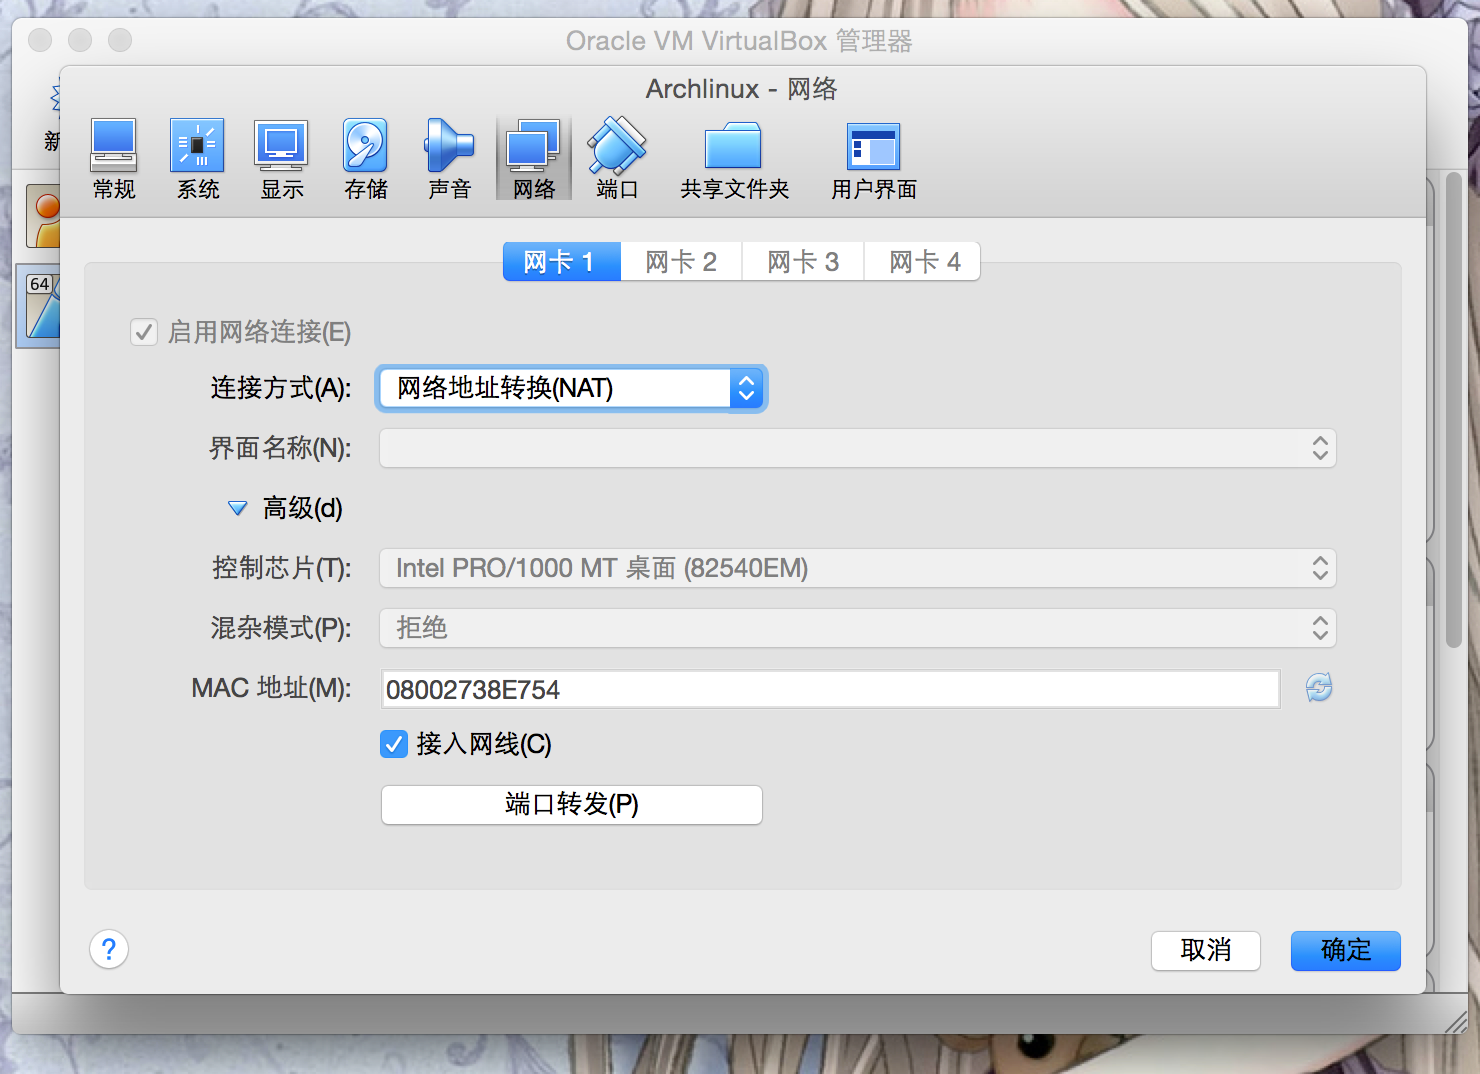 Oracle VM VirtualBox 管理器
Archlinux - 网络
新
常规 系统 显示 存储 声音 网络 端口 共享文件夹 用户界面
64
网卡 1 网卡 2 网卡 3 网卡 4
启用网络连接(E)
连接方式(A): 网络地址转换(NAT)
界面名称(N):
高级(d)
控制芯片(T): Intel PRO/1000 MT 桌面 (82540EM)
混杂模式(P): 拒绝
MAC 地址(M): 08002738E754
接入网线(C)
端口转发(P)
? 取消 确定